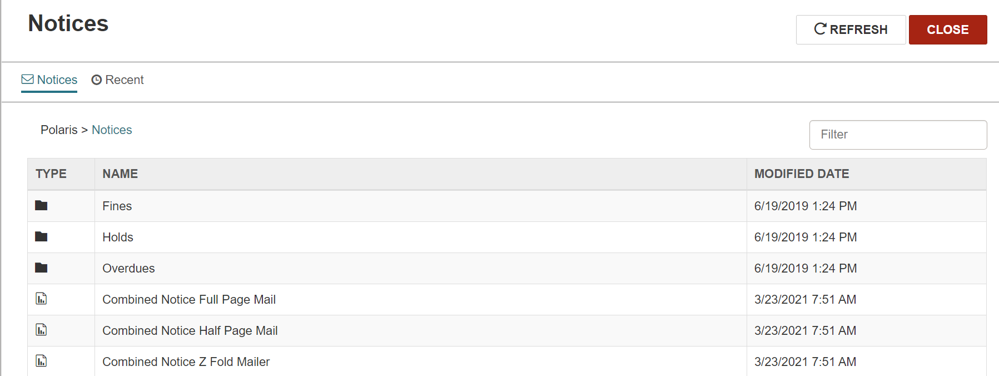 Notices
REFRESH CLOSE
Notices Recent
Polaris > Notices
Filter
TYPE NAME MODIFIED DATE
Fines 6/19/2019 1:24 PM
Holds 6/19/2019 1:24 PM
Overdues 6/19/2019 1:24 PM
Combined Notice Full Page Mail 3/23/2021 7:51 AM
Combined Notice Half Page Mail 3/23/2021 7:51 AM
Combined Notice Z Fold Mailer 3/23/2021 7:51 AM